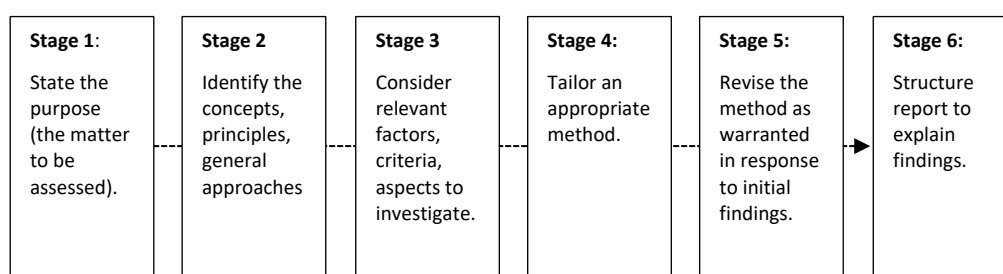 Stage 1:
State the
purpose
(the matter
to be
assessed).
Stage 2
Identify the
concepts,
principles,
general
approaches
Stage 3
Consider
relevant
factors,
criteria,
aspects to
investigate.
Stage 4:
Tailor an
appropriate
method.
Stage 5:
Revise the
method as
warranted
in response
to initial
findings.
Stage 6:
Structure
report to
explain
findings.